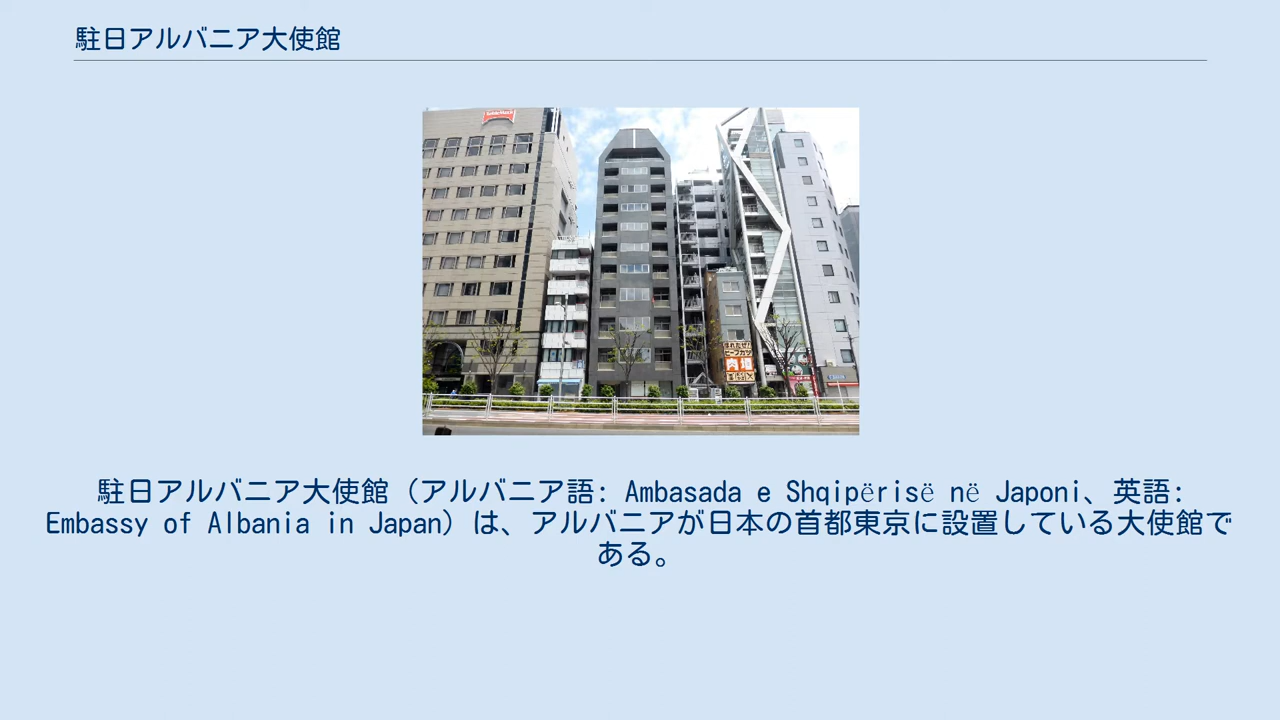 駐日アルバニア大使館
肉塊
駐日アルバニア大使館（アルバニア語: Ambasada e Shqipërisë në Japoni、英語:
Embassy of Albania in Japan）は、アルバニアが日本の首都東京に設置している大使館で
ある。